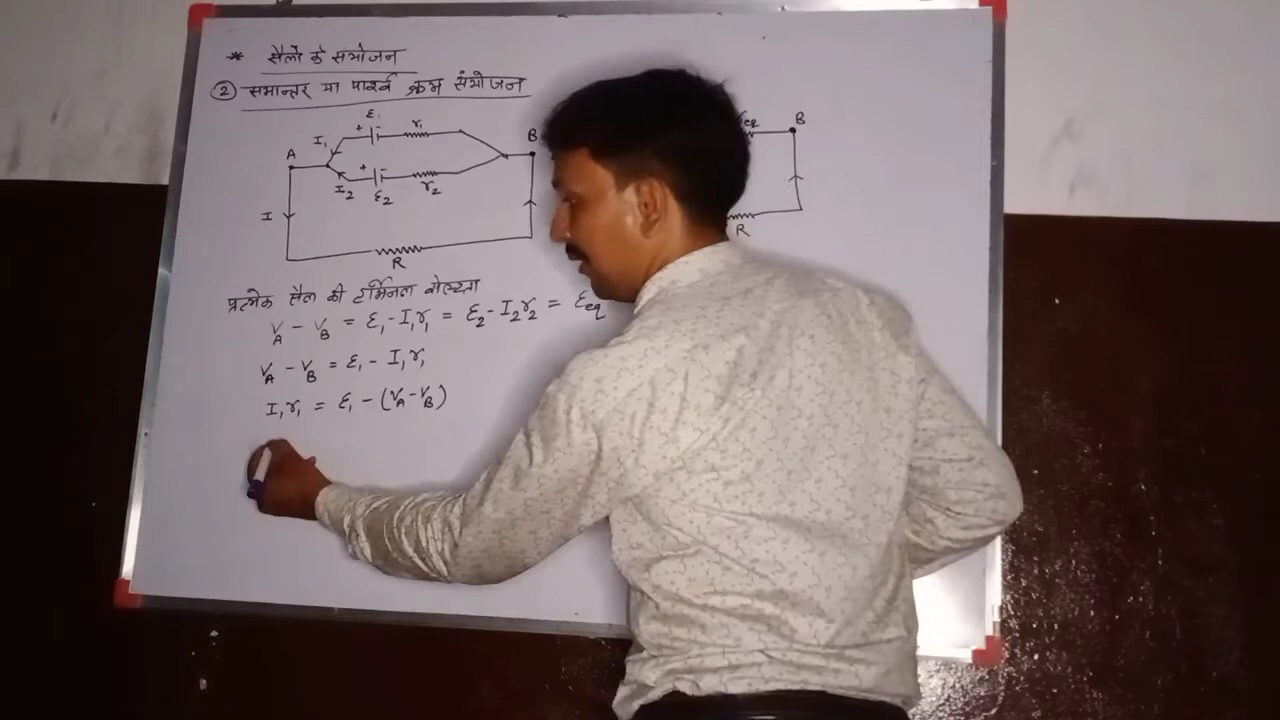 * सैलों के संयोजन
② समान्तर या पार्श्व क्रम संयोजन
ε₁ r₁
I₁ + -
A B
I₂ + - ε₂ r₂
I
R
eq B
R
प्रत्येक सैल की टर्मिनल वोल्टता
V_A - V_B = ε₁ - I₁r₁ = ε₂ - I₂r₂ = ε_eq
V_A - V_B = ε₁ - I₁r₁
I₁r₁ = ε₁ - (V_A - V_B)